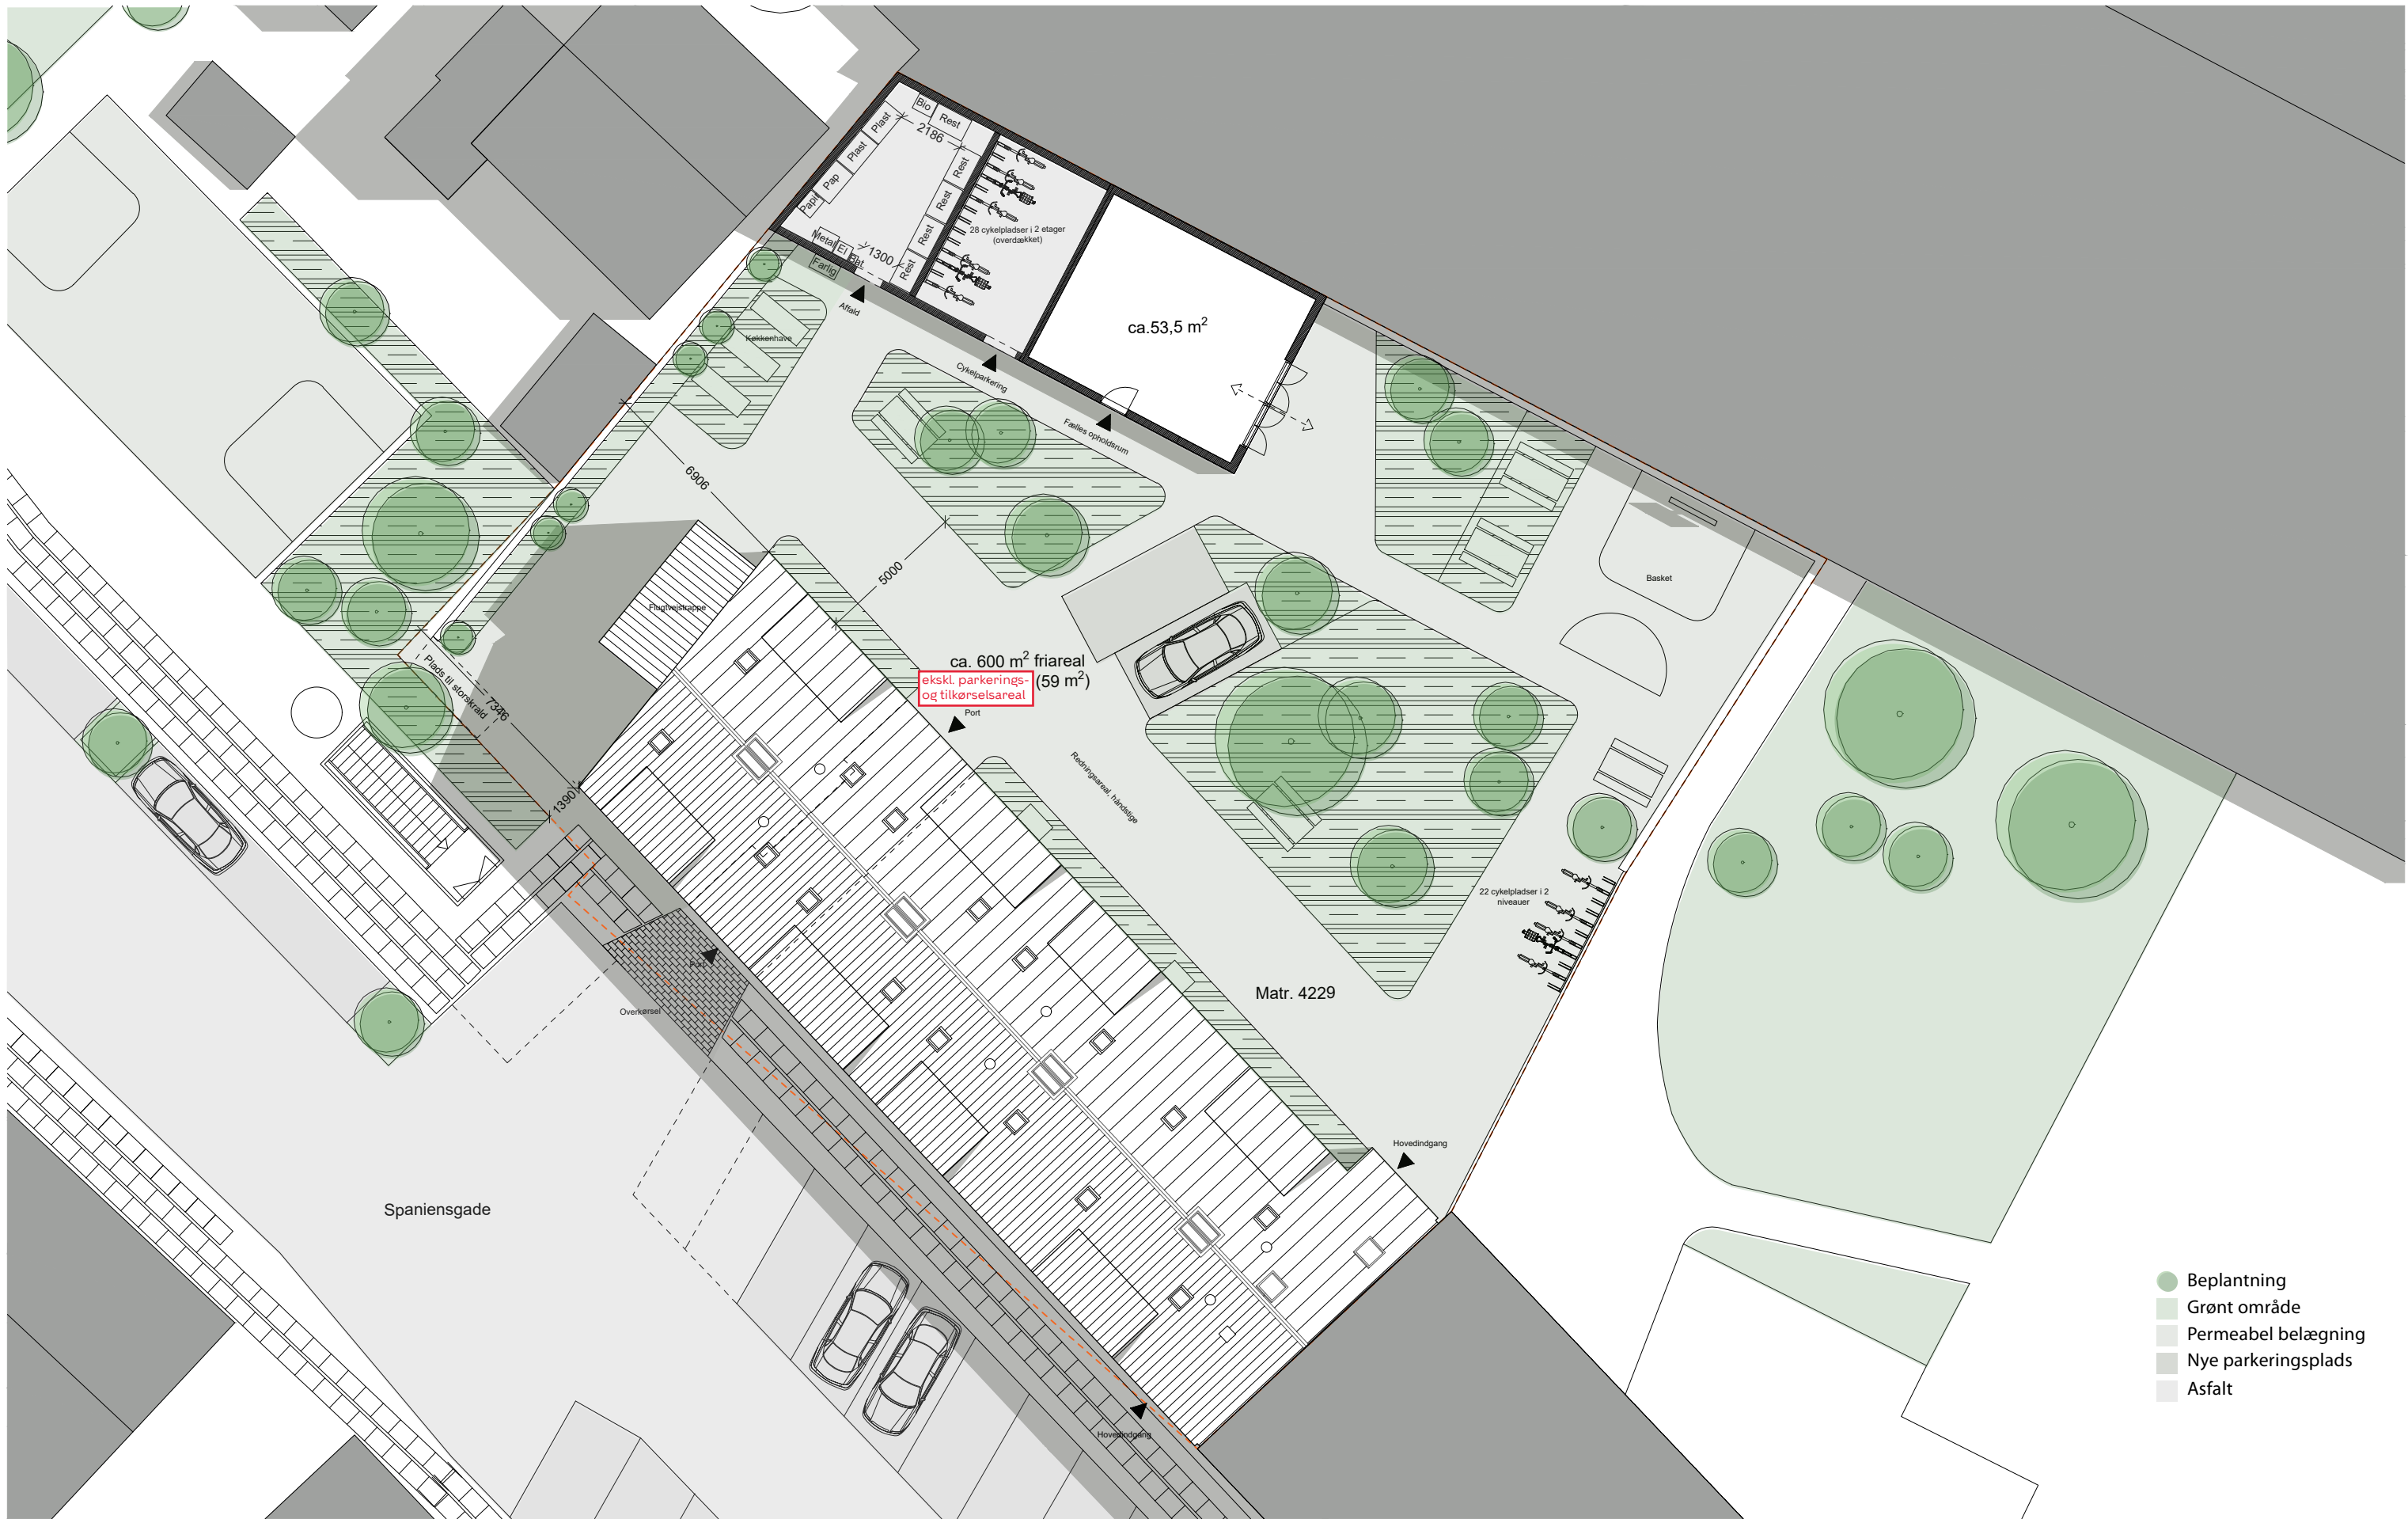 Bio
Rest
Plast
2186
Plast
Rest
Pap
Rest
Papir
Metal
El
Bat.
Farlig
1300
Rest
Rest
28 cykelpladser i 2 etager
(overdækket)
ca.53,5 m²
Affald
Køkkenhave
Cykelparkering
Fælles opholdsrum
6906
5000
Basket
Flugtvejstrappe
ca. 600 m² friareal
ekskl. parkerings-
og tilkørselsareal
(59 m²)
Port
Plads til storskrald
7346
1390
Redningsareal, håndstige
22 cykelpladser i 2
niveauer
Port
Overkørsel
Matr. 4229
Hovedindgang
Spaniensgade
Hovedindgang
Beplantning
Grønt område
Permeabel belægning
Nye parkeringsplads
Asfalt